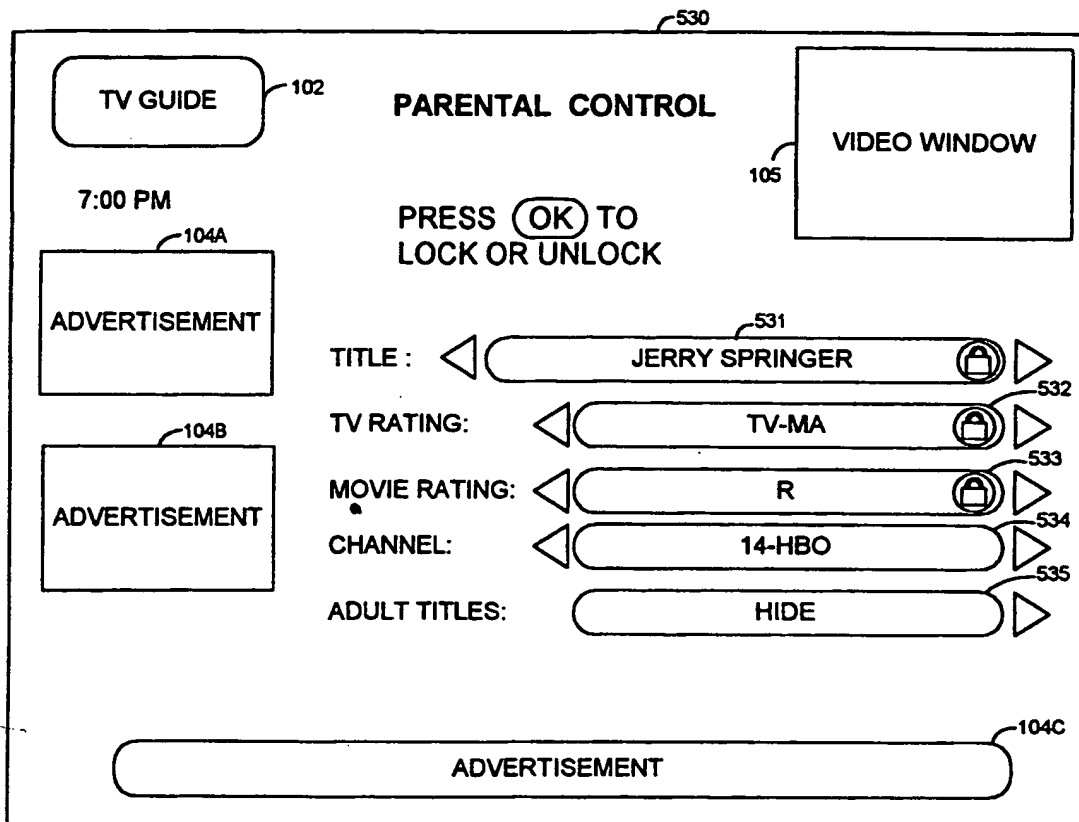 530
TV GUIDE
102
PARENTAL CONTROL
VIDEO WINDOW
105
7:00 PM
PRESS OK TO
LOCK OR UNLOCK
104A
ADVERTISEMENT
531
TITLE : JERRY SPRINGER
532
TV RATING: TV-MA
104B
ADVERTISEMENT
533
MOVIE RATING: R
534
CHANNEL: 14-HBO
535
ADULT TITLES: HIDE
104C
ADVERTISEMENT